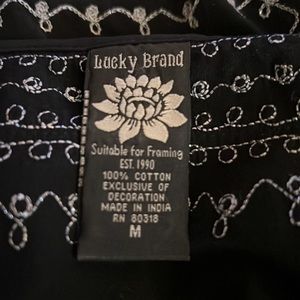 Lucky Brand
Suitable for Framing
EST. 1990
100% COTTON
EXCLUSIVE OF
DECORATION
MADE IN INDIA
RN 80318
M